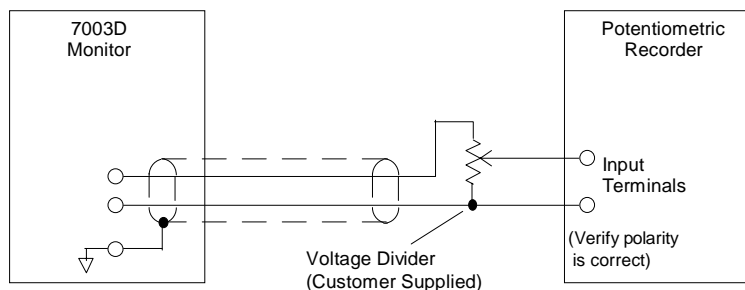 7003D
Monitor
Potentiometric
Recorder
Input
Terminals
Voltage Divider
(Customer Supplied)
(Verify polarity
is correct)